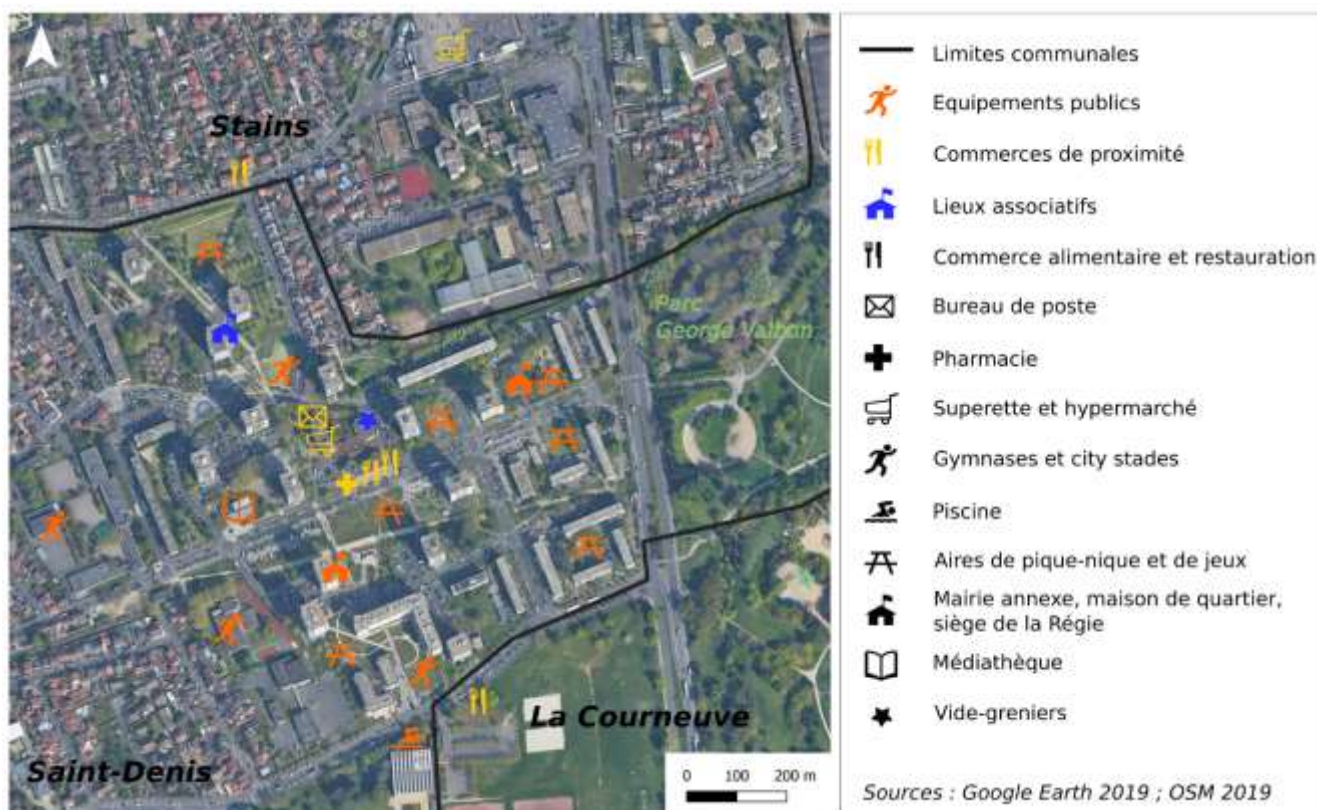 Stains
Parc
George Valbon
La Courneuve
Saint-Denis
0 100 200 m
Limites communales
Equipements publics
Commerces de proximité
Lieux associatifs
Commerce alimentaire et restauration
Bureau de poste
Pharmacie
Superette et hypermarché
Gymnases et city stades
Piscine
Aires de pique-nique et de jeux
Mairie annexe, maison de quartier,
siège de la Régie
Médiathèque
Vide-greniers
Sources : Google Earth 2019 ; OSM 2019